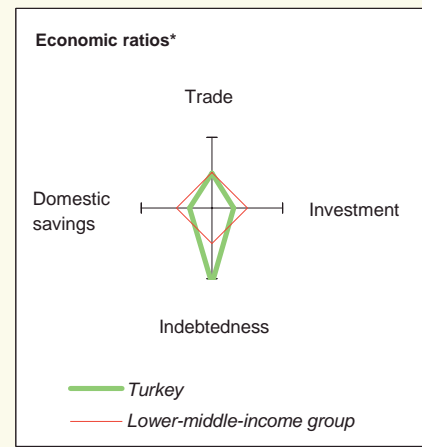 Economic ratios*
Trade
Domestic
savings
Investment
Indebtedness
Turkey
Lower-middle-income group